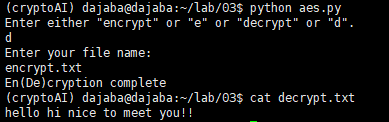 (cryptoAI) dajaba@dajaba:~/lab/03$ python aes.py
Enter either "encrypt" or "e" or "decrypt" or "d".
d
Enter your file name:
encrypt.txt
En(De)cryption complete
(cryptoAI) dajaba@dajaba:~/lab/03$ cat decrypt.txt
hello hi nice to meet you!!